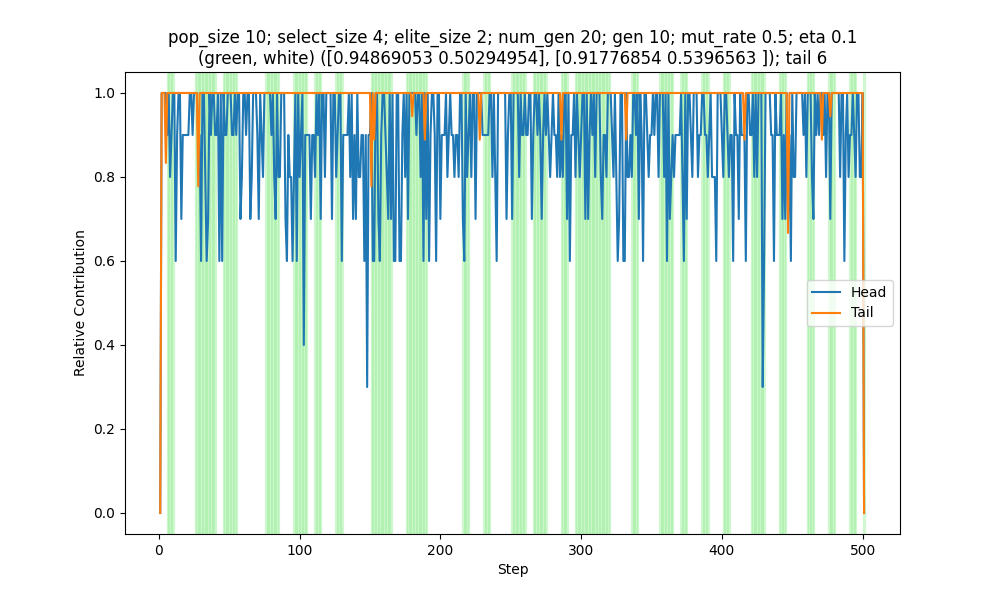 pop_size 10; select_size 4; elite_size 2; num_gen 20; gen 10; mut_rate 0.5; eta 0.1
(green, white) ([0.94869053 0.50294954], [0.91776854 0.5396563 ]); tail 6
Relative Contribution
1.0
0.8
0.6
0.4
0.2
0.0
Head
Tail
0
100
200
300
400
500
Step